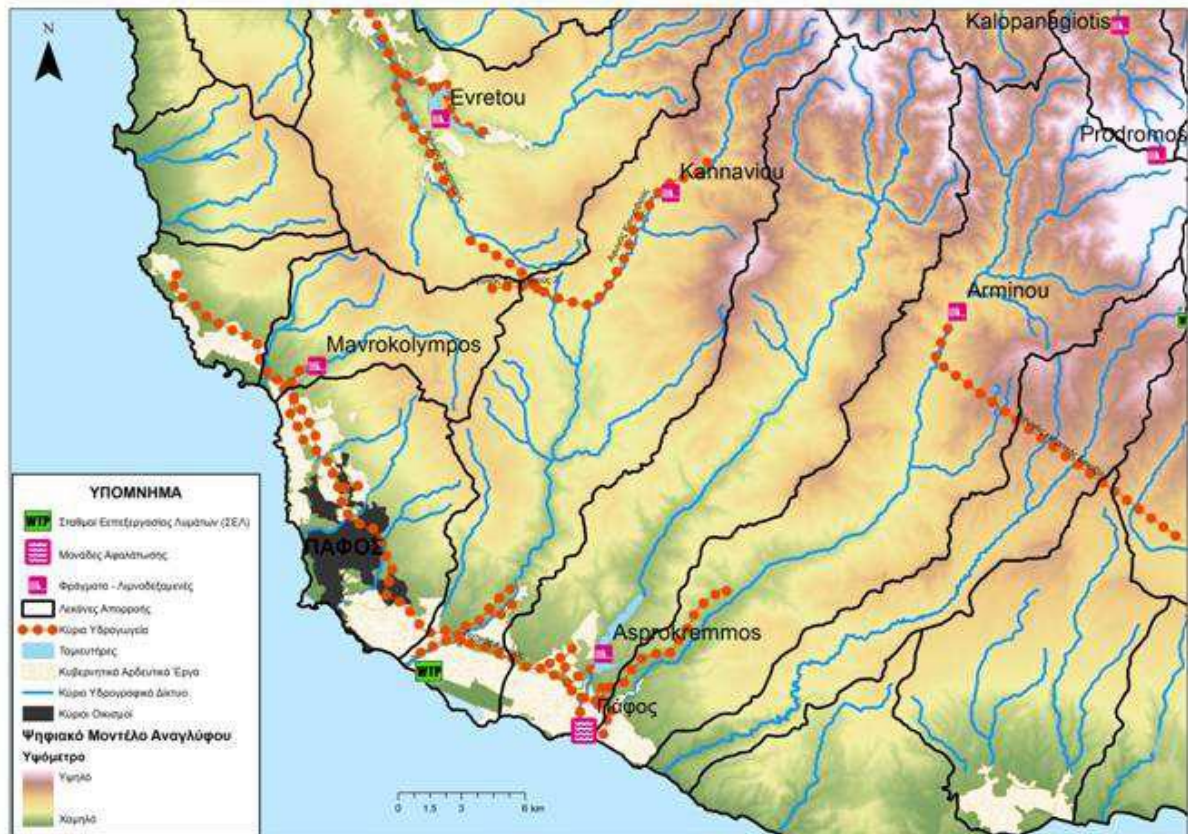 N
Kalopanagiotis
Evretou
Prodromos
Kannaviou
Arminou
Mavrokolympos
ΠΑΦΟΣ
Asprokremmos
WTP
Πάφος
0 1,5 3 6 km
ΥΠΟΜΝΗΜΑ
WTP Σταθμοί Εεπεξεργασίας Λυμάτων (ΣΕΛ)
Μονάδες Αφαλάτωσης
Φράγματα - Λιμνοδεξαμενές
Λεκάνες Απορροής
Κύρια Υδραγωγεία
Ταμιευτήρες
Κυβερνητικά Αρδευτικά Έργα
Κύριο Υδρογραφικό Δίκτυο
Κύριοι Οικισμοί
Ψηφιακό Μοντέλο Αναγλύφου
Υψόμετρο
Υψηλό
Χαμηλό